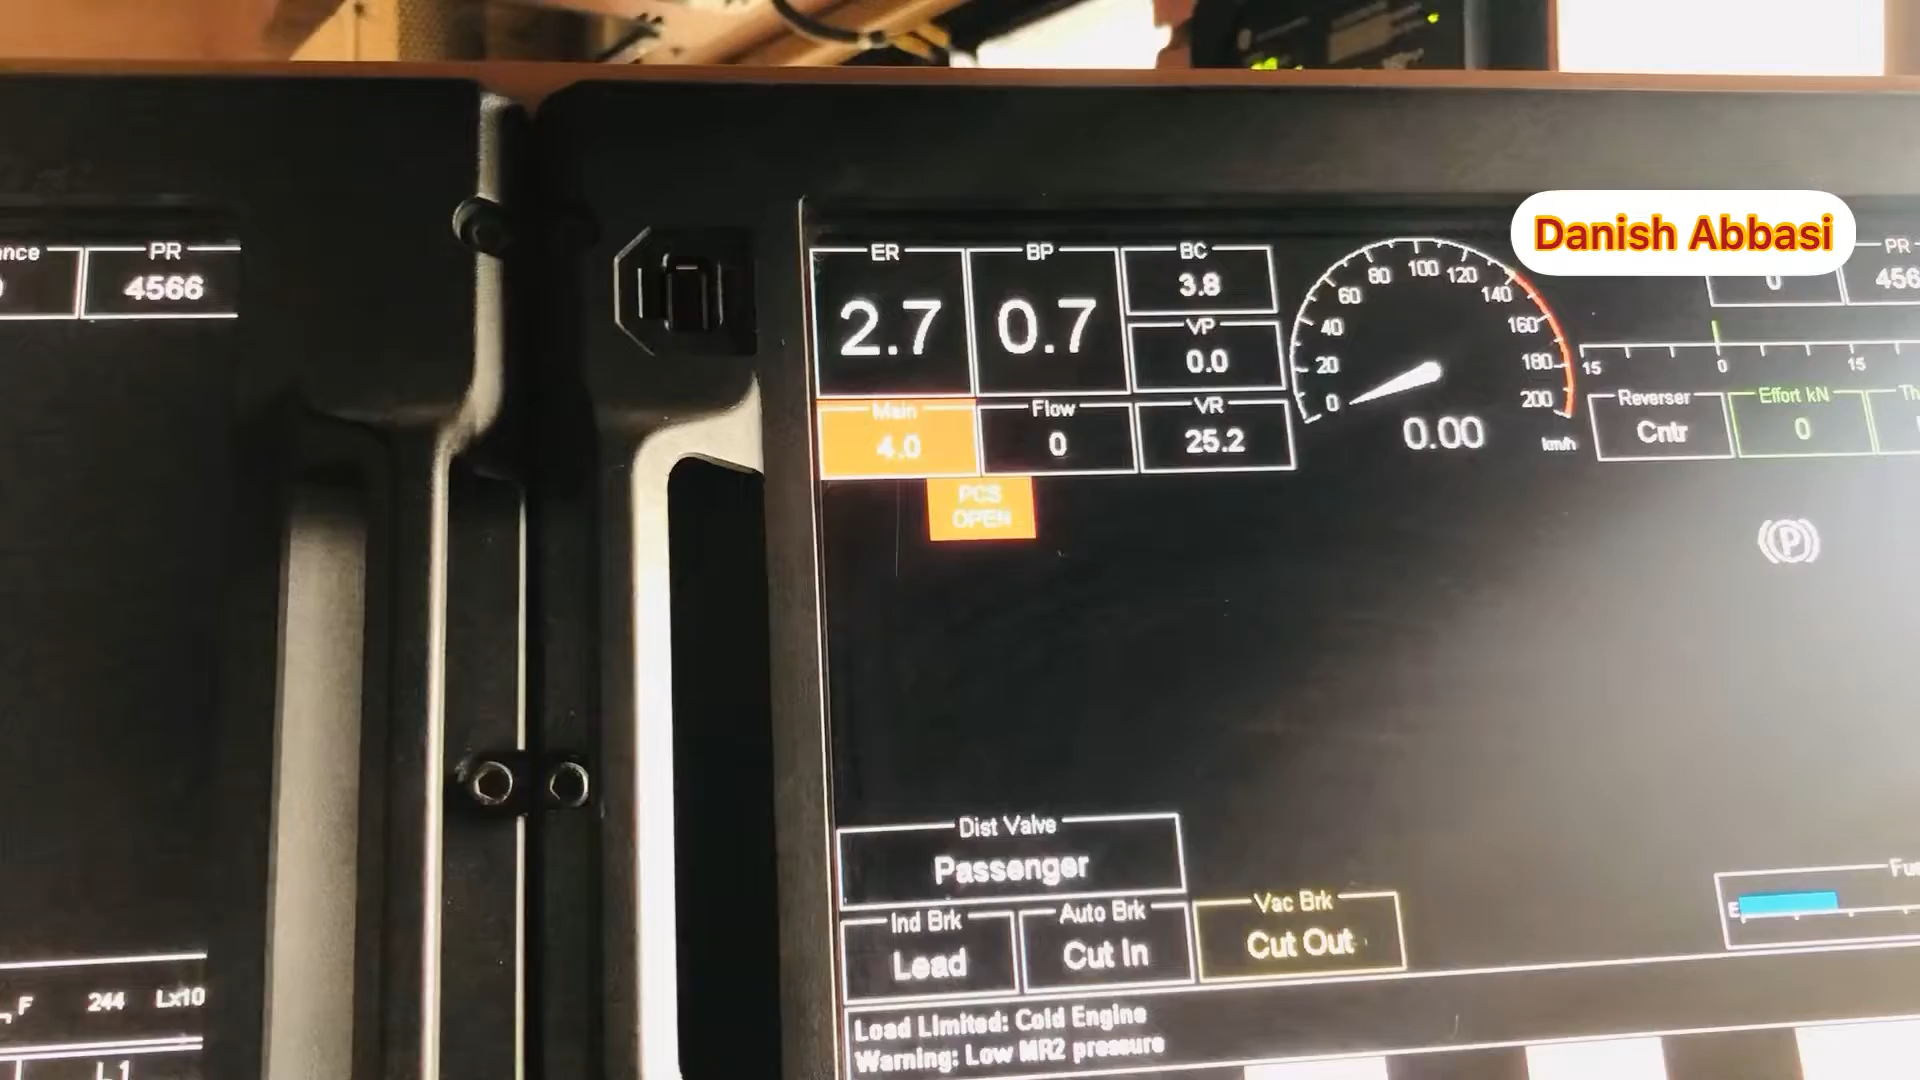 Danish Abbasi
PR
4566
ER
2.7
BP
0.7
BC
3.8
VP
0.0
Main
4.0
Flow
0
VR
25.2
PCS
OPEN
0 20 40 60 80 100 120 140 160 180 200
0.00
km/h
0
PR
15 0 15
Reverser
Cntr
Effort kN
0
P
Dist Valve
Passenger
Ind Brk
Lead
Auto Brk
Cut In
Vac Brk
Cut Out
E
F 244 Lx10
L1
Load Limited: Cold Engine
Warning: Low MR2 pressure